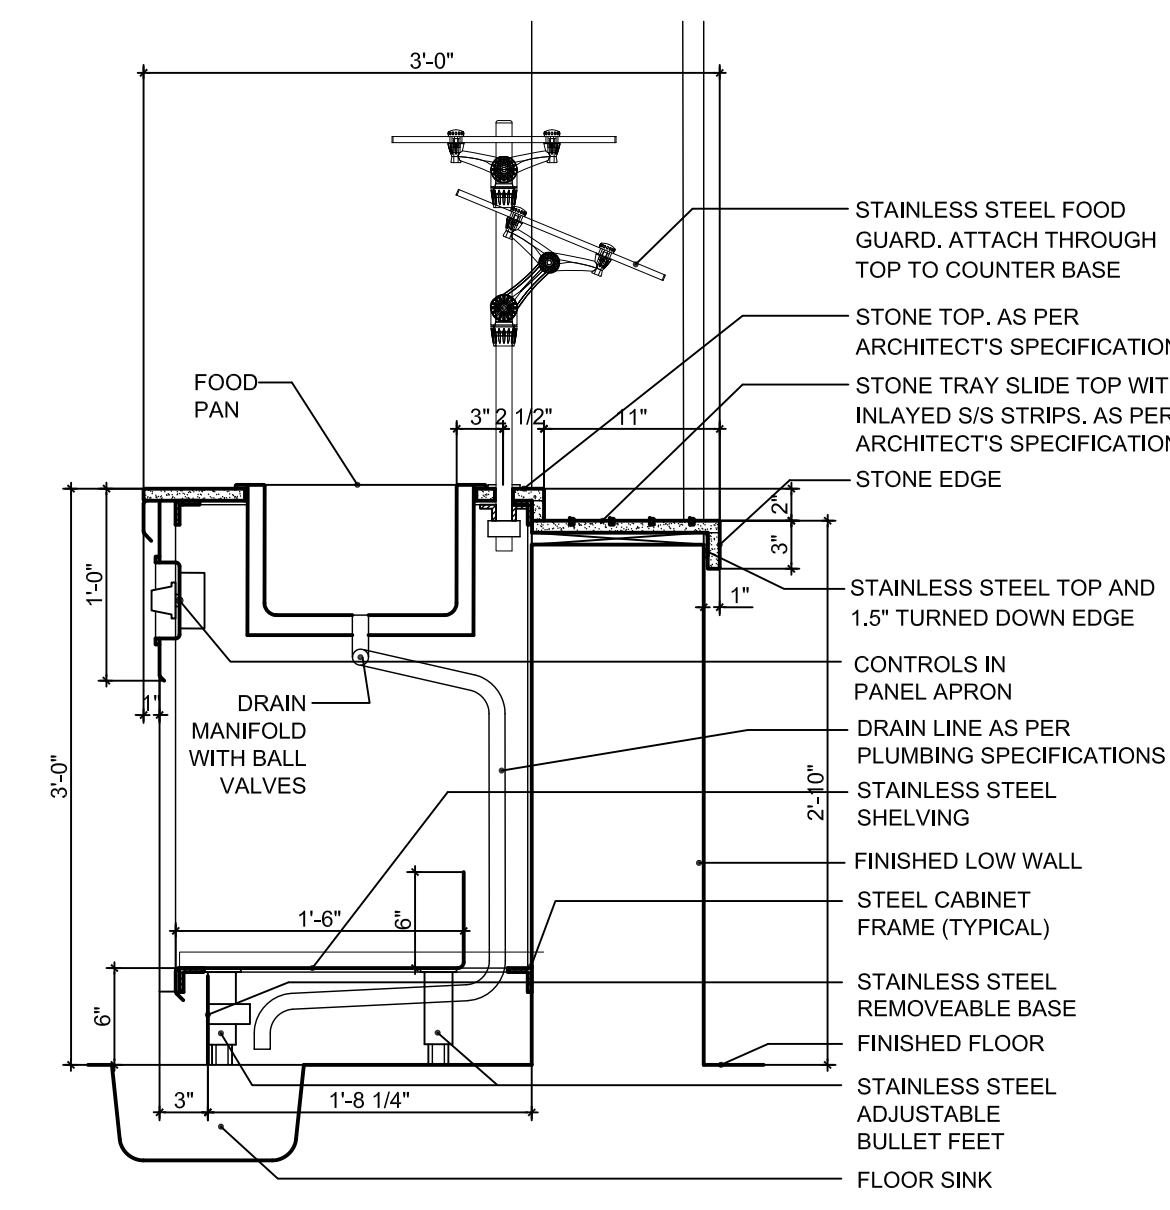 3'-0"
STAINLESS STEEL FOOD
GUARD. ATTACH THROUGH
TOP TO COUNTER BASE
STONE TOP. AS PER
ARCHITECT'S SPECIFICATION
STONE TRAY SLIDE TOP WIT
INLAYED S/S STRIPS. AS PER
ARCHITECT'S SPECIFICATION
STONE EDGE
FOOD
PAN
3"
2 1/2"
11"
2"
3"
1"
1'-0"
1"
3'-0"
2'-10"
STAINLESS STEEL TOP AND
1.5" TURNED DOWN EDGE
CONTROLS IN
PANEL APRON
DRAIN
MANIFOLD
WITH BALL
VALVES
DRAIN LINE AS PER
PLUMBING SPECIFICATIONS
STAINLESS STEEL
SHELVING
FINISHED LOW WALL
STEEL CABINET
FRAME (TYPICAL)
1'-6"
6"
6"
STAINLESS STEEL
REMOVEABLE BASE
FINISHED FLOOR
STAINLESS STEEL
ADJUSTABLE
BULLET FEET
3"
1'-8 1/4"
FLOOR SINK